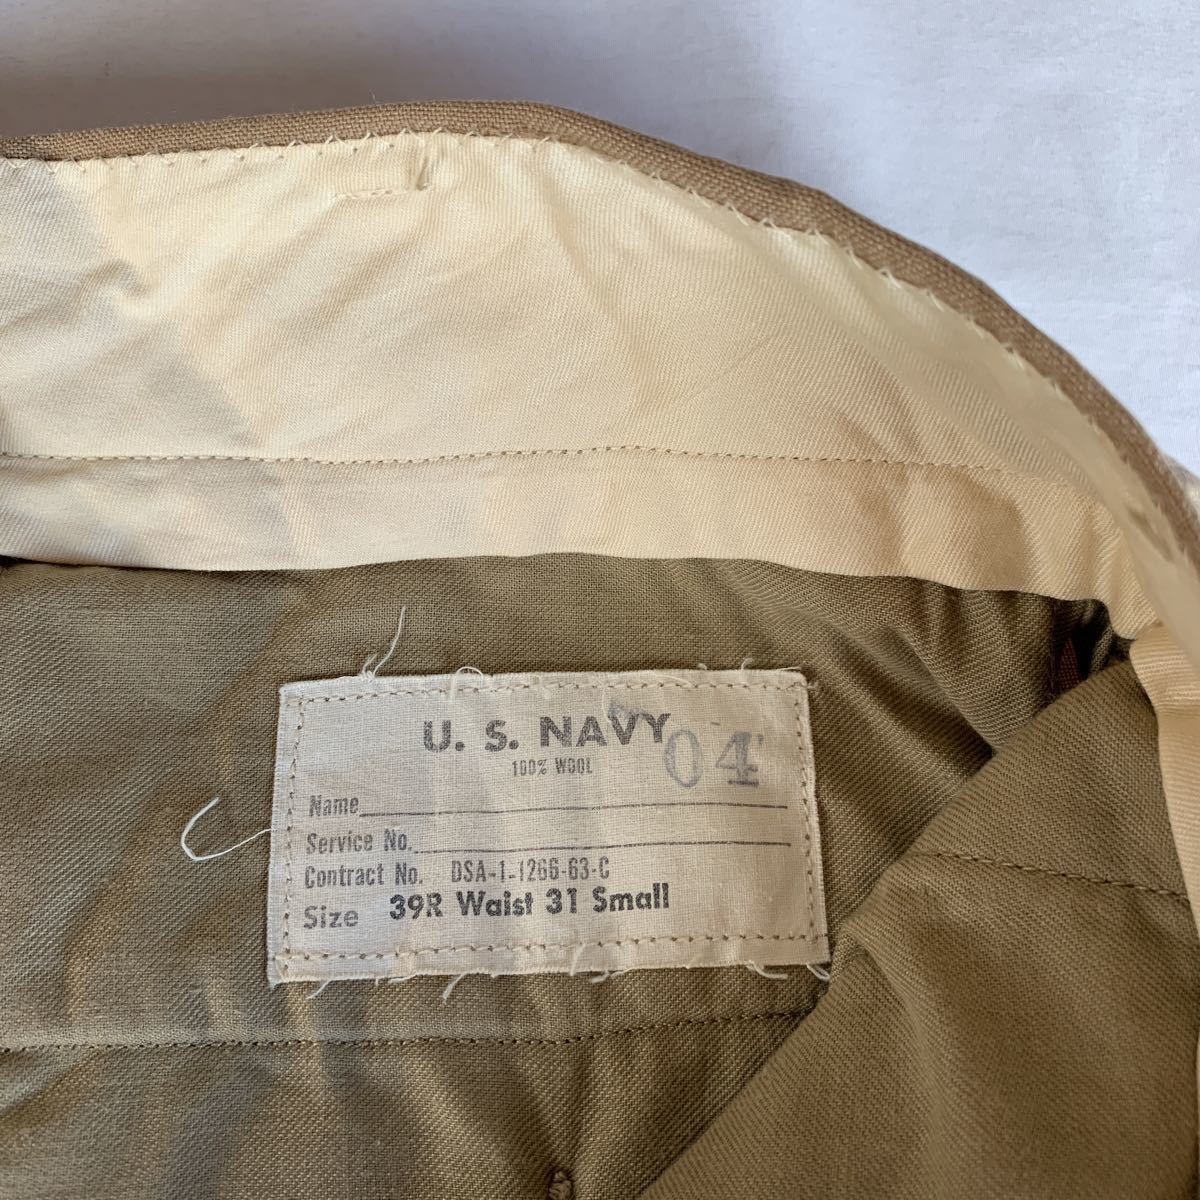 U. S. NAVY
04
100% WOOL
Name
Service No.
Contract No. DSA-1-1266-63-C
Size 39R Waist 31 Small